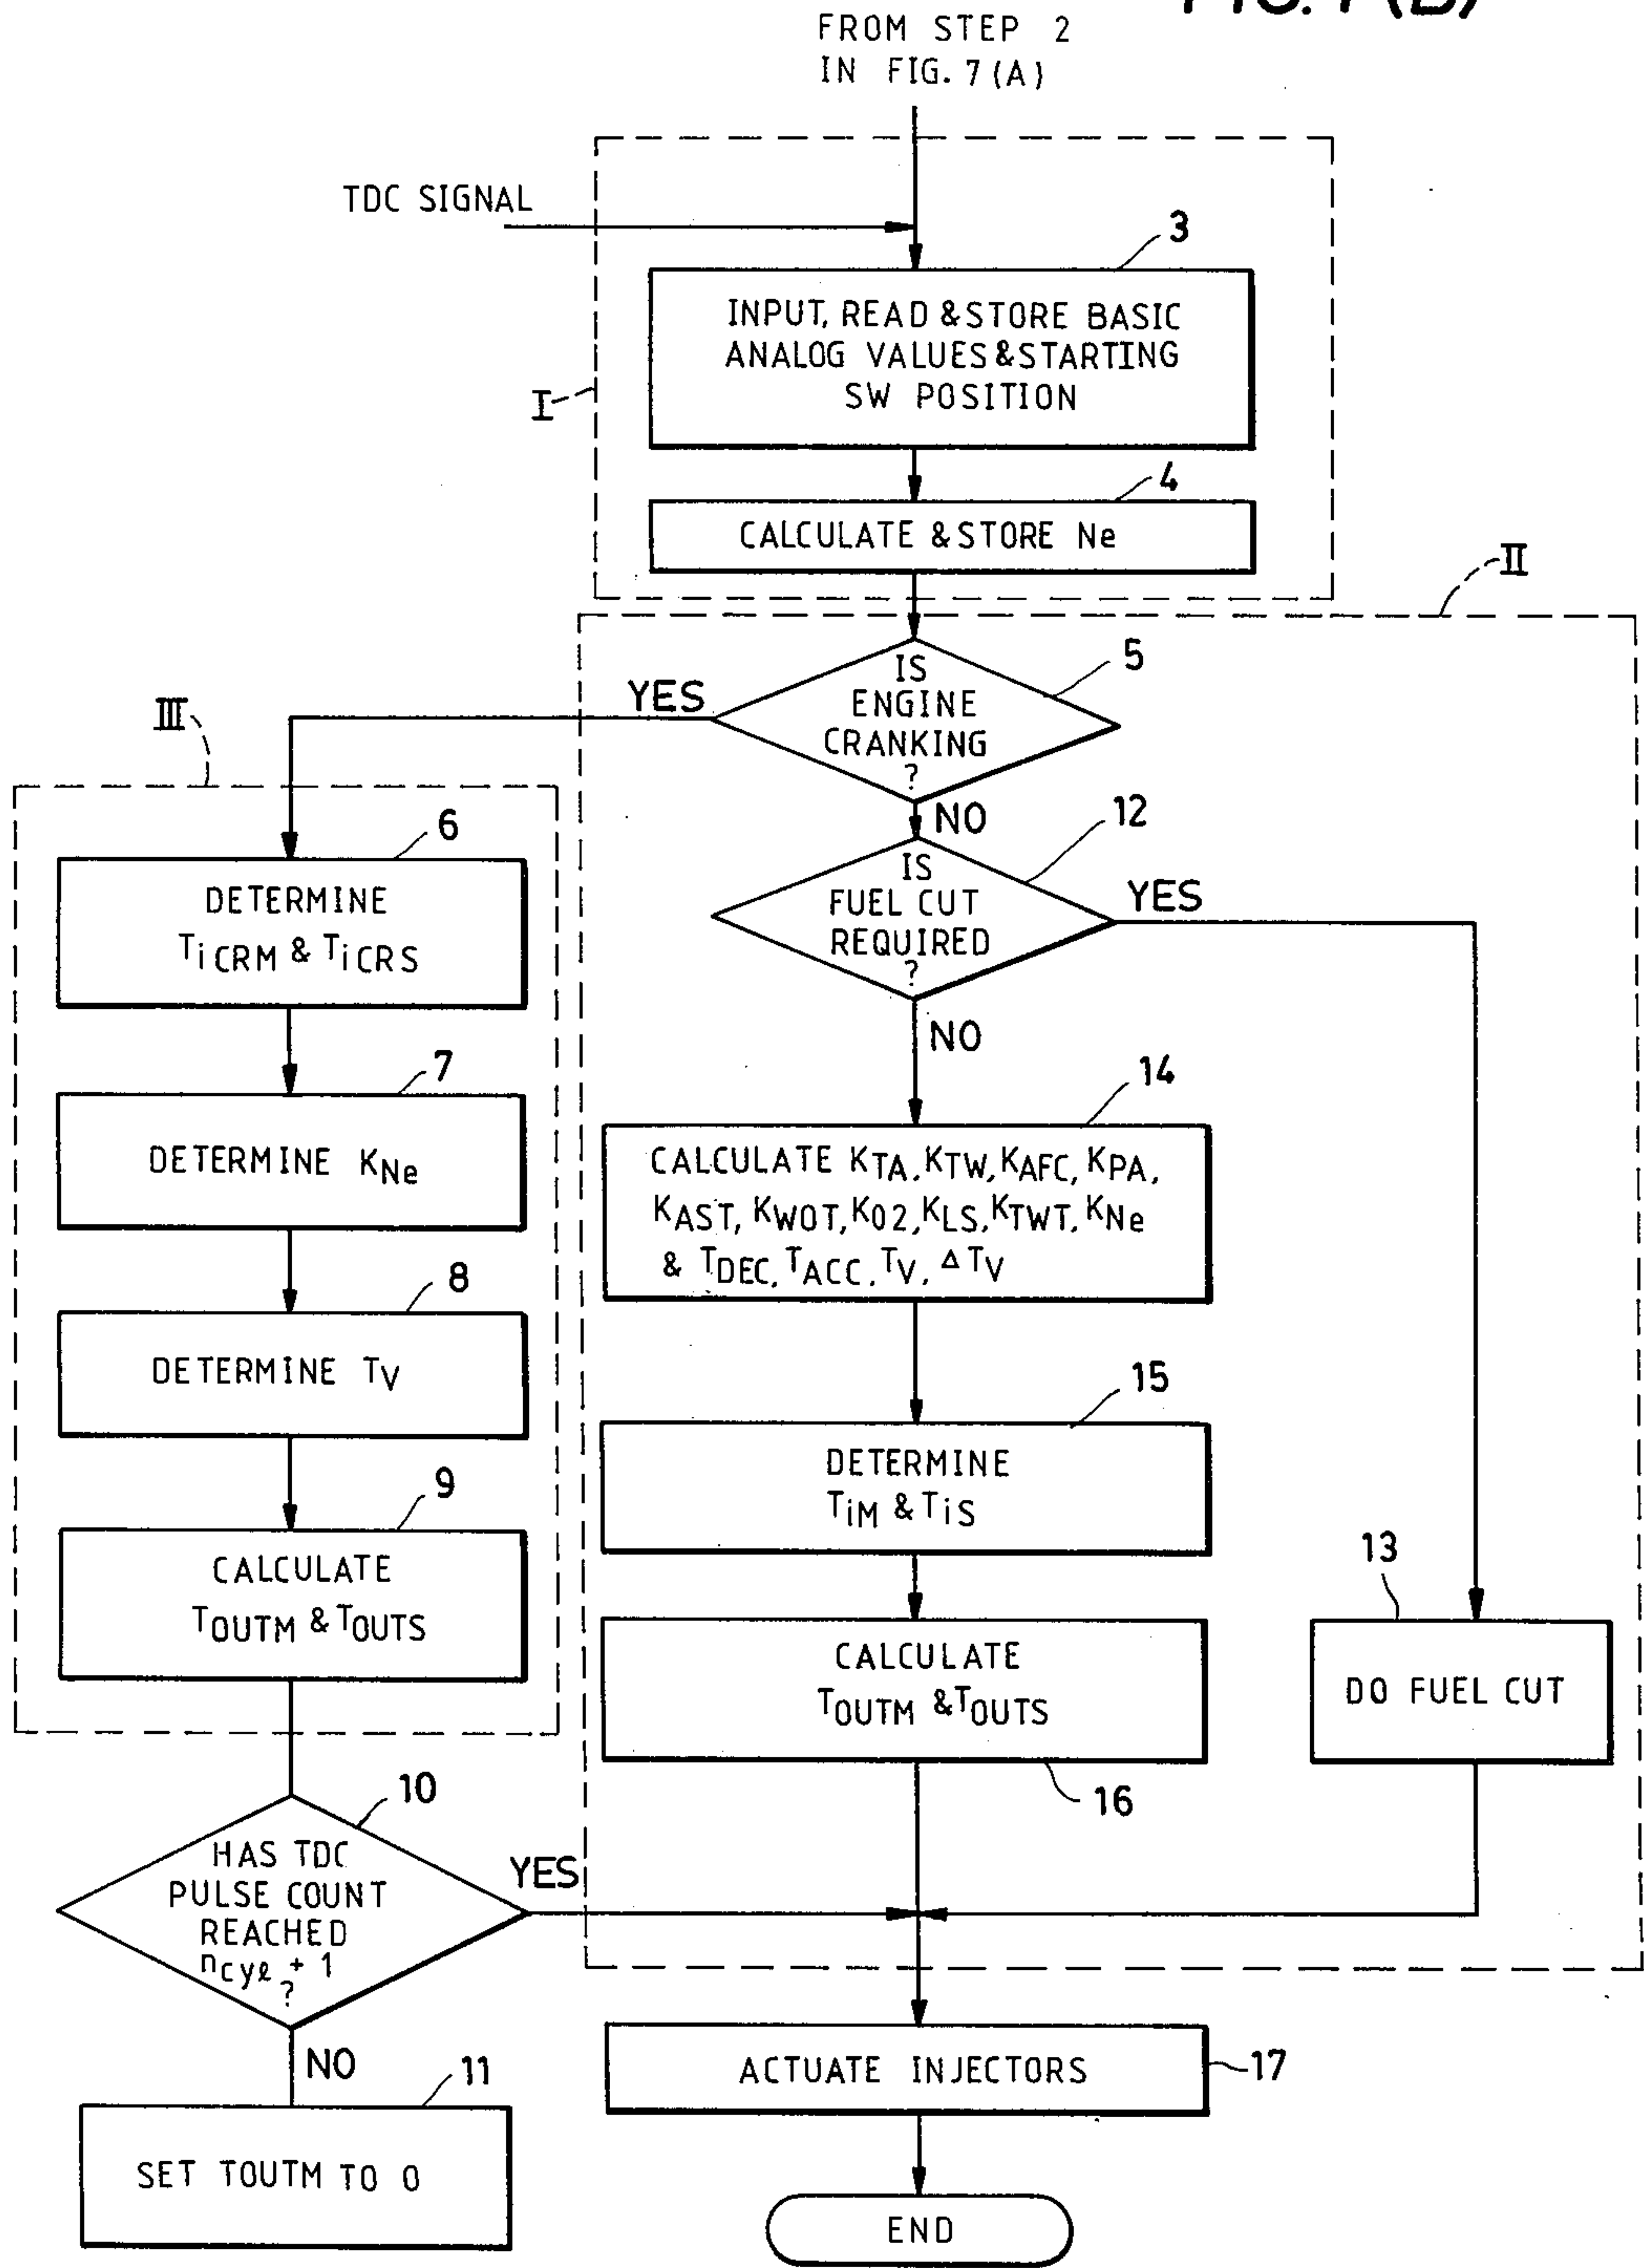 FROM STEP 2
IN FIG. 7(A)
TDC SIGNAL
3
INPUT, READ & STORE BASIC
ANALOG VALUES & STARTING
SW POSITION
I
4
CALCULATE & STORE Ne
II
5
IS
ENGINE
CRANKING
?
YES
NO
III
6
DETERMINE
TiCRM & TiCRS
12
IS
FUEL CUT
REQUIRED
?
YES
NO
7
DETERMINE KNe
14
CALCULATE KTA, KTW, KAFC, KPA,
KAST, KWOT, KO2, KLS, KTWT, KNe
& TDEC, TACC, TV, ΔTV
8
DETERMINE TV
15
DETERMINE
TiM & TiS
9
CALCULATE
TOUTM & TOUTS
13
DO FUEL CUT
CALCULATE
TOUTM & TOUTS
16
10
HAS TDC
PULSE COUNT
REACHED
ncyl + 1
?
YES
NO
11
SET TOUTM TO 0
ACTUATE INJECTORS
17
END